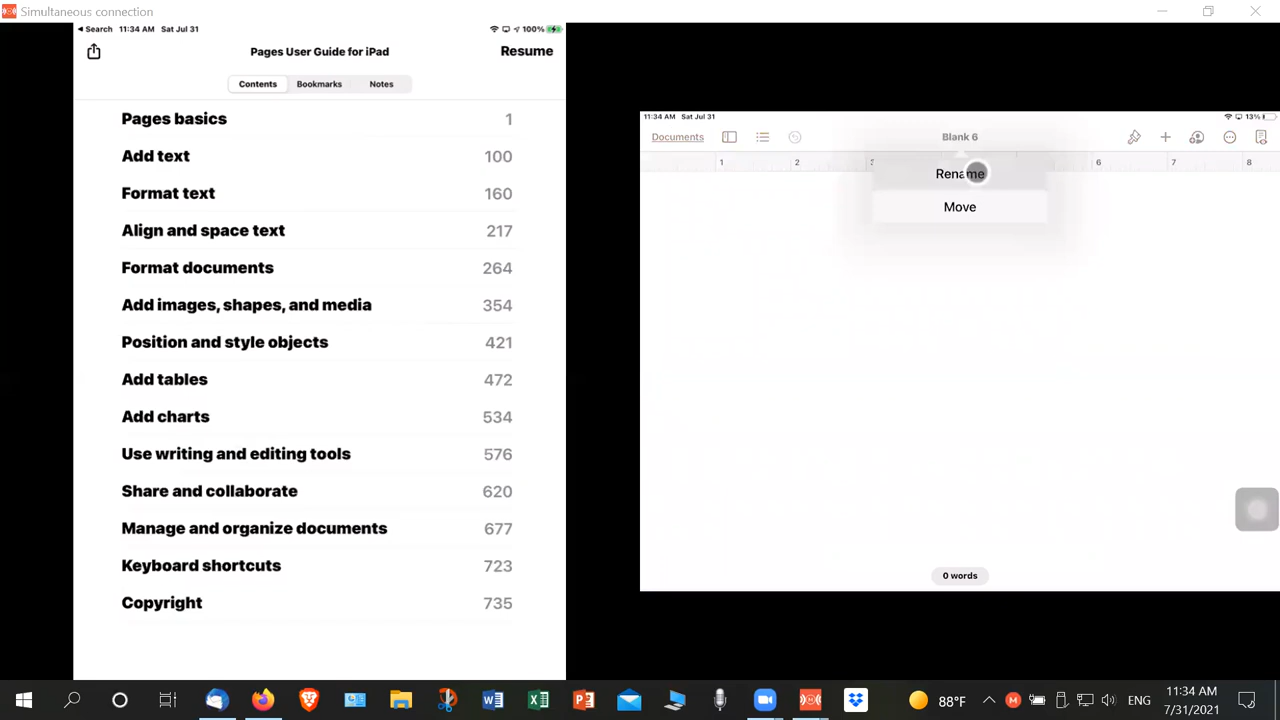 Simultaneous connection
Search 11:34 AM Sat Jul 31
100%
Pages User Guide for iPad
Resume
Contents Bookmarks Notes
Pages basics 1
Add text 100
Format text 160
Align and space text 217
Format documents 264
Add images, shapes, and media 354
Position and style objects 421
Add tables 472
Add charts 534
Use writing and editing tools 576
Share and collaborate 620
Manage and organize documents 677
Keyboard shortcuts 723
Copyright 735
11:34 AM Sat Jul 31
13%
Documents
Blank 6
1 2 3 6 7 8
Rename
Move
0 words
88°F
ENG
11:34 AM
7/31/2021